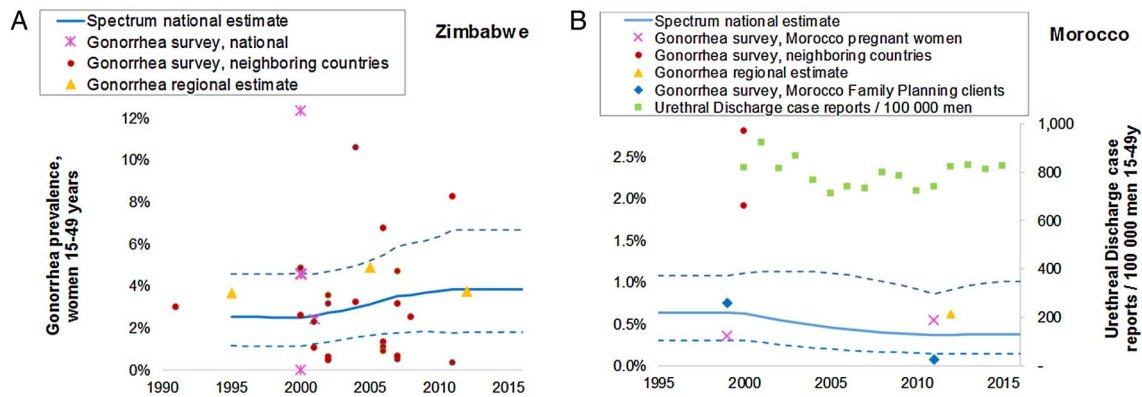 A
Spectrum national estimate
Gonorrhea survey, national
Gonorrhea survey, neighboring countries
Gonorrhea regional estimate
Zimbabwe
Gonorrhea prevalence,
women 15-49 years
12%
10%
8%
6%
4%
2%
0%
1990 1995 2000 2005 2010 2015
B
Spectrum national estimate
Gonorrhea survey, Morocco pregnant women
Gonorrhea survey, neighboring countries
Gonorrhea regional estimate
Gonorrhea survey, Morocco Family Planning clients
Urethral Discharge case reports / 100 000 men
Morocco
2.5%
2.0%
1.5%
1.0%
0.5%
0.0%
1995 2000 2005 2010 2015
1,000
800
600
400
200
-
Urethreal Discharge case
reports / 100 000 men 15-49y